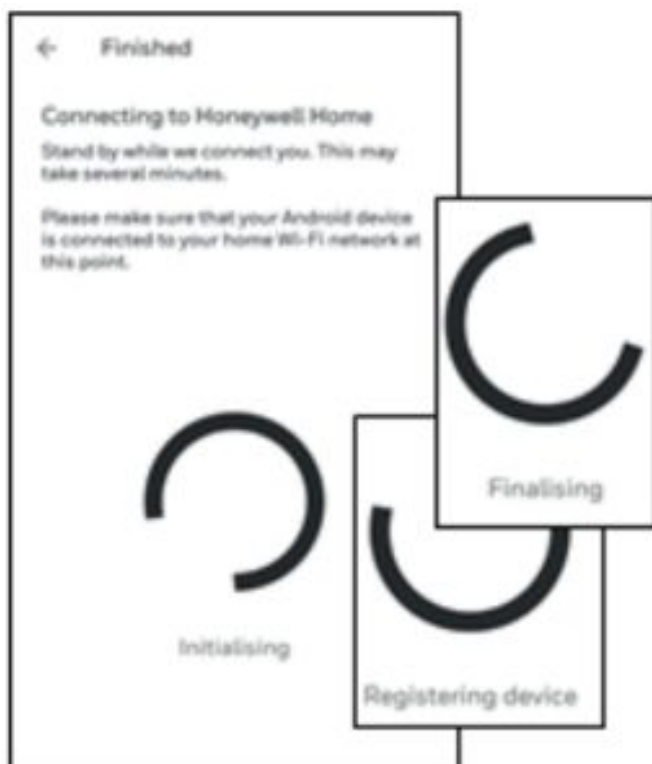 Finished
Connecting to Honeywell Home
Stand by while we connect you. This may
take several minutes.
Please make sure that your Android device
is connected to your home Wi-Fi network at
this point.
Initialising
Registering device
Finalising